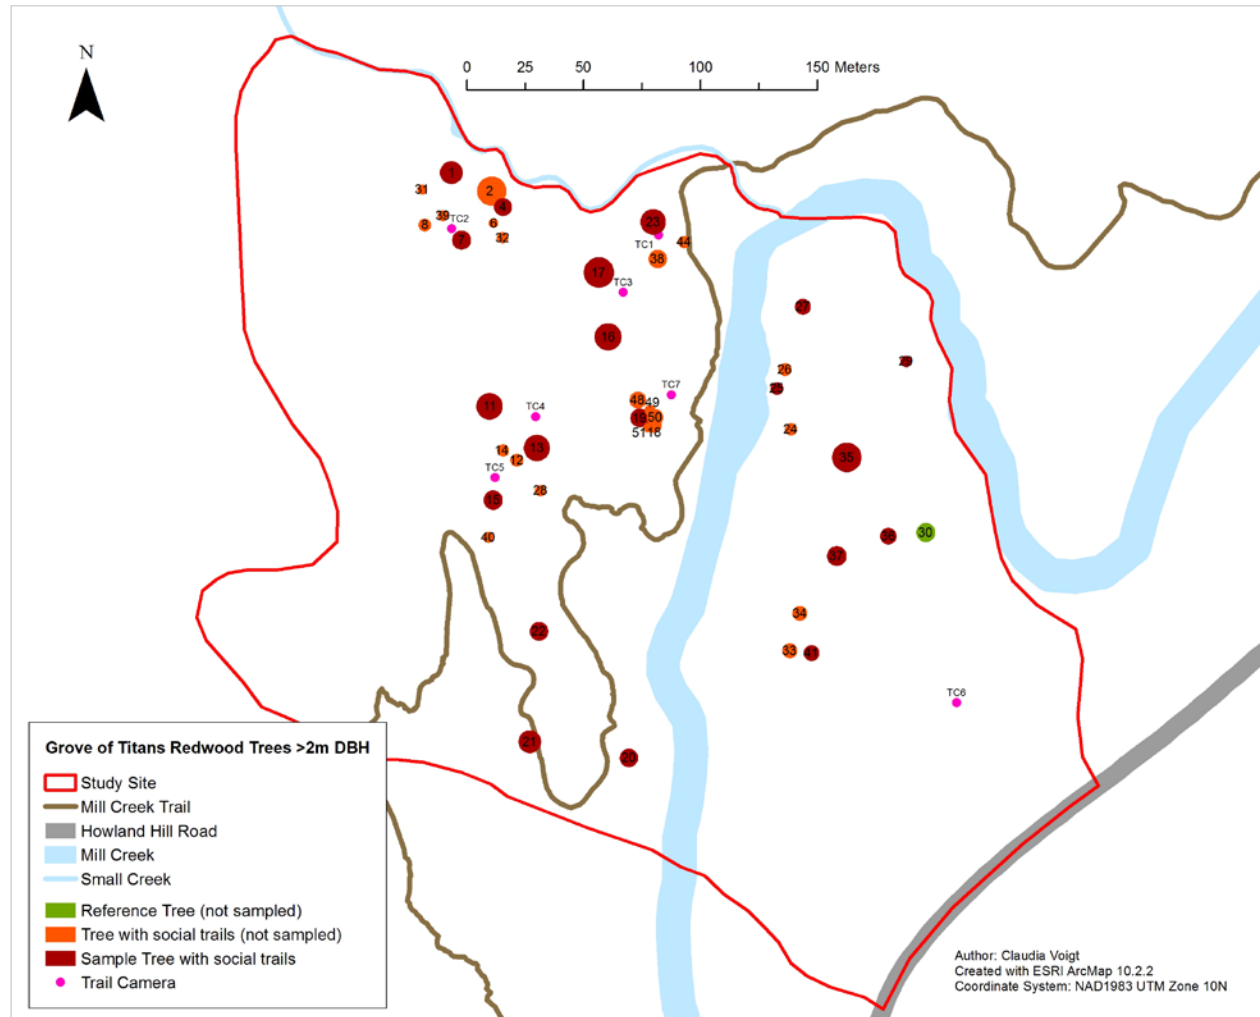 N
0 25 50 100 150 Meters
1
31
2
4
39
TC2
6
8
7
32
23
TC1
44
38
17
TC3
27
16
29
26
25
TC7
48
49
11
TC4
19
50
51
18
24
13
14
12
35
TC5
28
15
30
36
40
37
34
22
33
41
TC6
21
20
Grove of Titans Redwood Trees >2m DBH
Study Site
Mill Creek Trail
Howland Hill Road
Mill Creek
Small Creek
Reference Tree (not sampled)
Tree with social trails (not sampled)
Sample Tree with social trails
Trail Camera
Author: Claudia Voigt
Created with ESRI ArcMap 10.2.2
Coordinate System: NAD1983 UTM Zone 10N